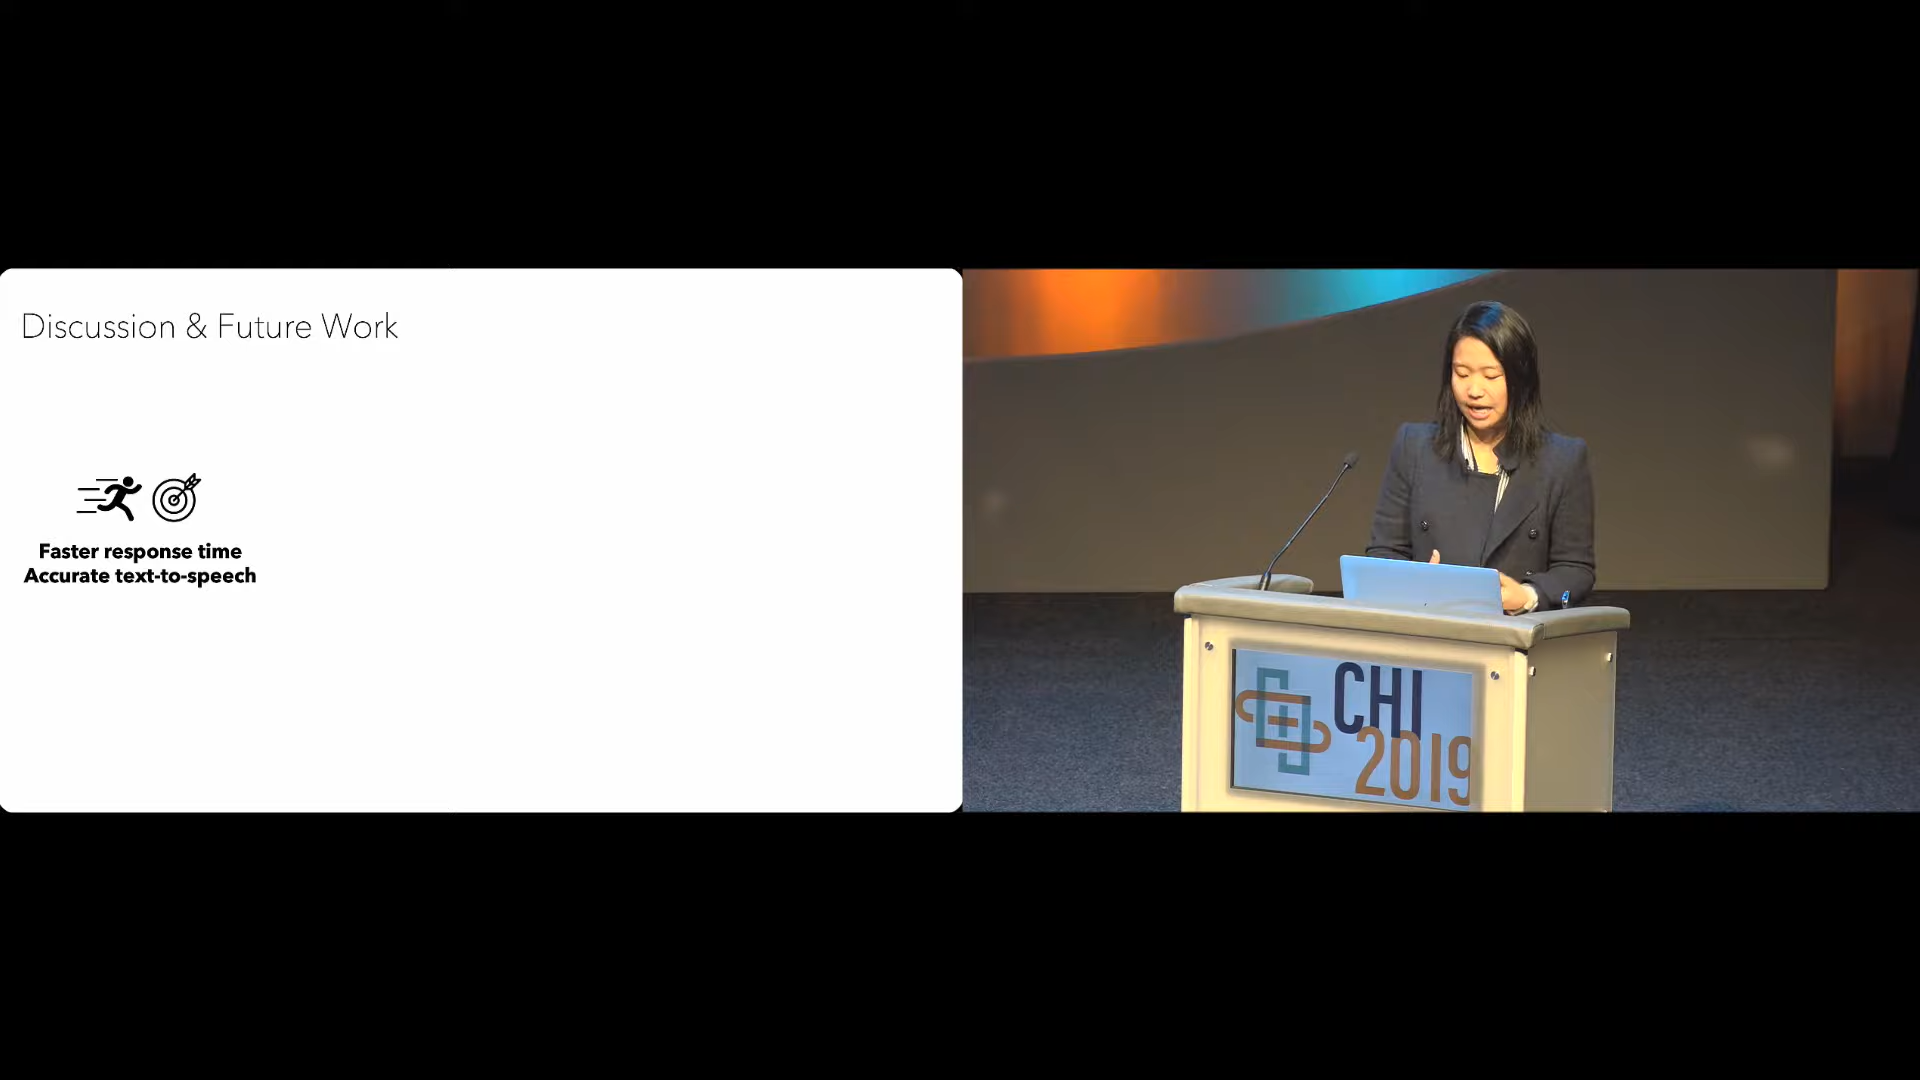 Discussion & Future Work
Faster response time
Accurate text-to-speech
CHI
2019